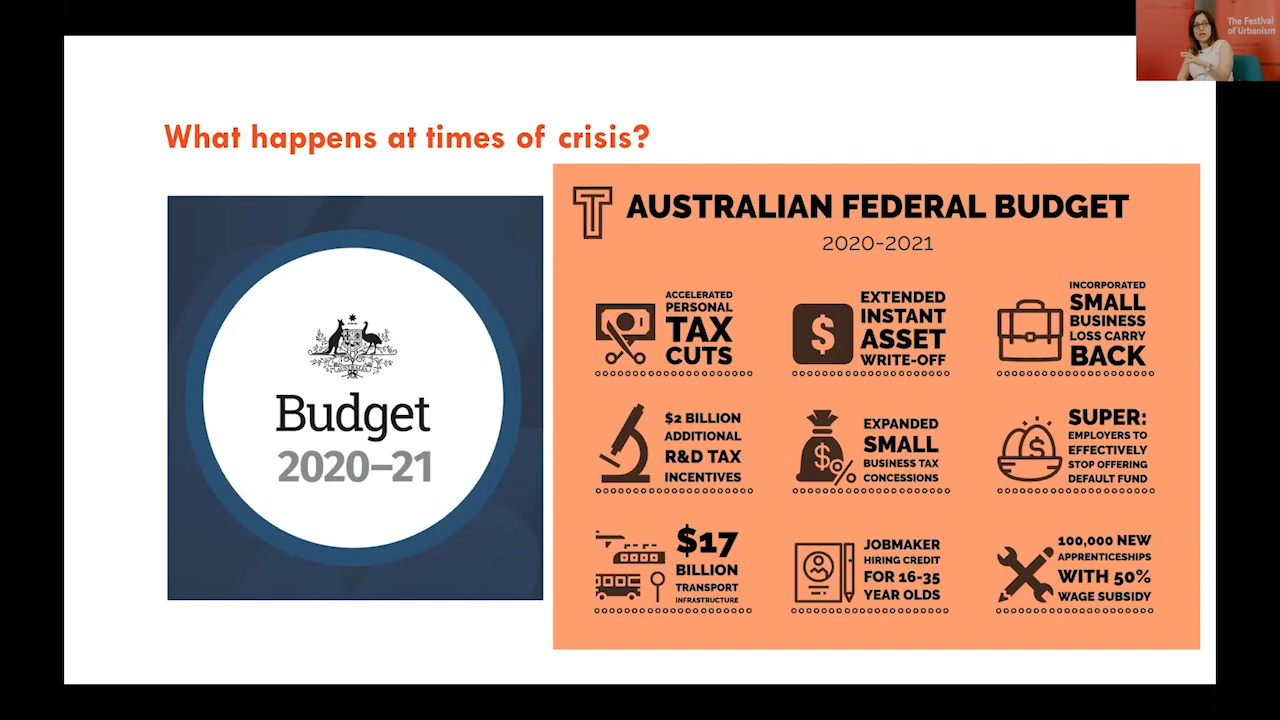 The Festival
of Urbanism
What happens at times of crisis?
Budget
2020–21
T AUSTRALIAN FEDERAL BUDGET
2020-2021
ACCELERATED
PERSONAL
TAX
CUTS
EXTENDED
INSTANT
ASSET
WRITE-OFF
INCORPORATED
SMALL
BUSINESS
LOSS CARRY
BACK
$2 BILLION
ADDITIONAL
R&D TAX
INCENTIVES
EXPANDED
SMALL
BUSINESS TAX
CONCESSIONS
SUPER:
EMPLOYERS TO
EFFECTIVELY
STOP OFFERING
DEFAULT FUND
$17
BILLION
TRANSPORT
INFRASTRUCTURE
JOBMAKER
HIRING CREDIT
FOR 16-35
YEAR OLDS
100,000 NEW
APPRENTICESHIPS
WITH 50%
WAGE SUBSIDY